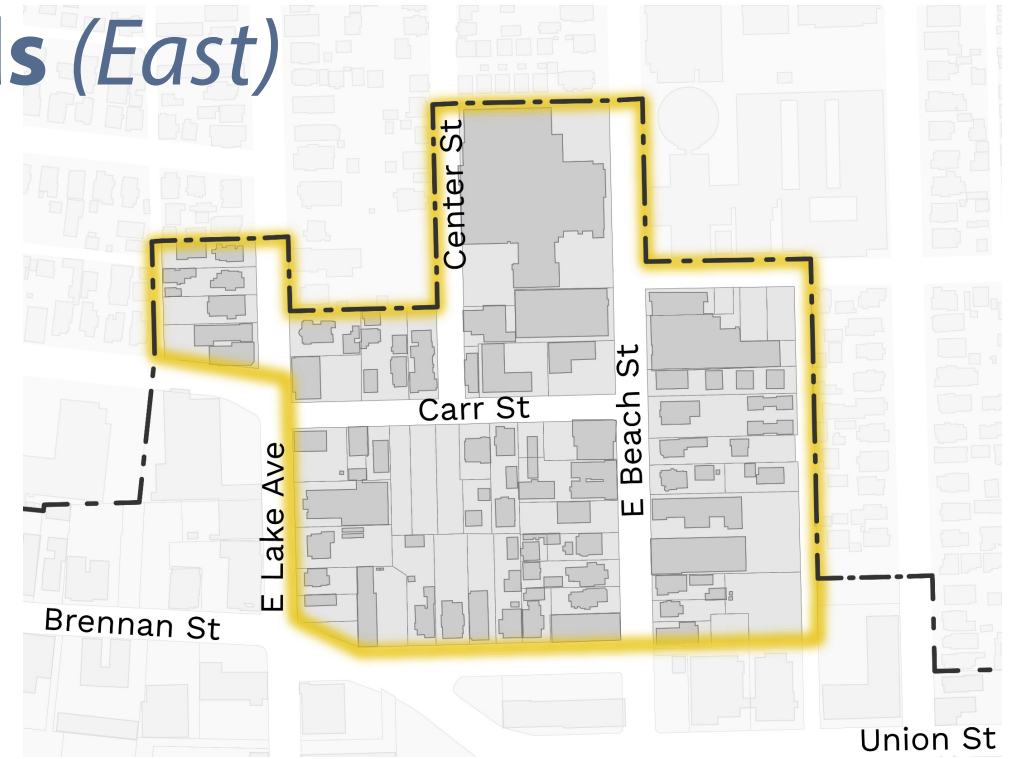 (East)
Center St
Carr St
E Beach St
E Lake Ave
Brennan St
Union St